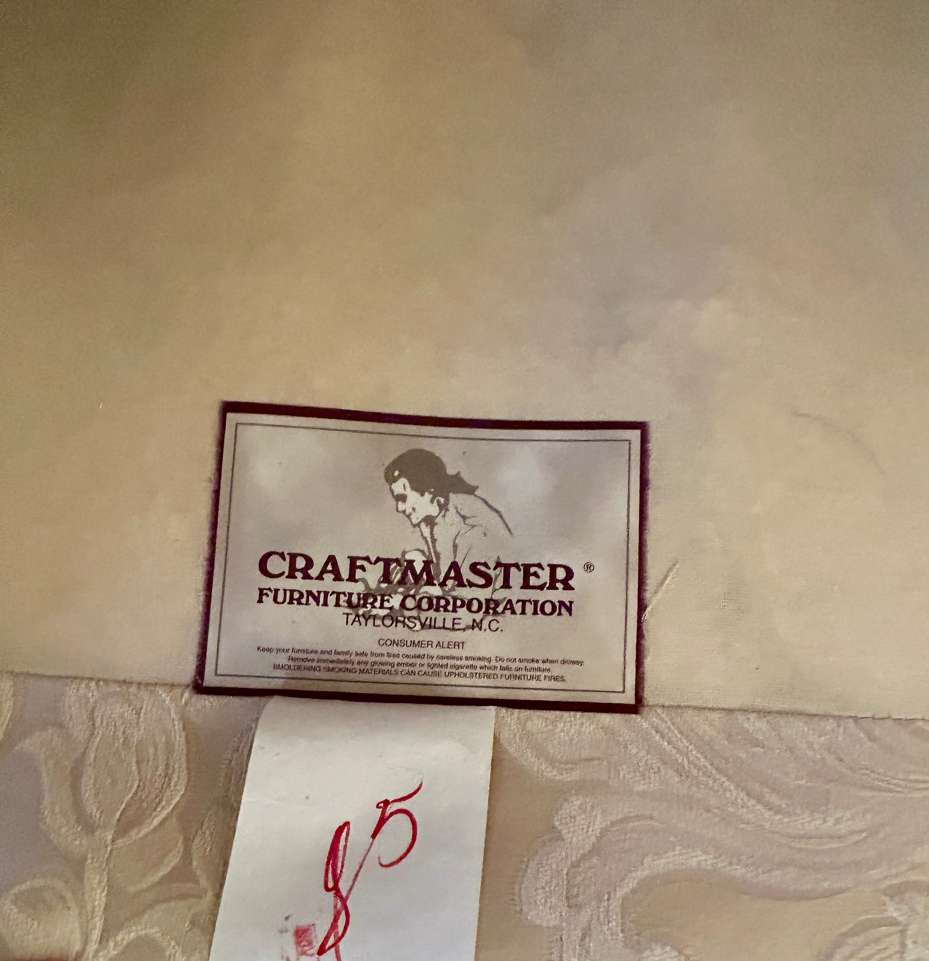 CRAFTMASTER ®
FURNITURE CORPORATION
TAYLORSVILLE, N.C.
CONSUMER ALERT
Keep your furniture and family safe from fires caused by careless smoking. Do not smoke when drowsy.
Remove immediately any glowing ember or lighted cigarette which falls on furniture.
SMOLDERING SMOKING MATERIALS CAN CAUSE UPHOLSTERED FURNITURE FIRES.
85